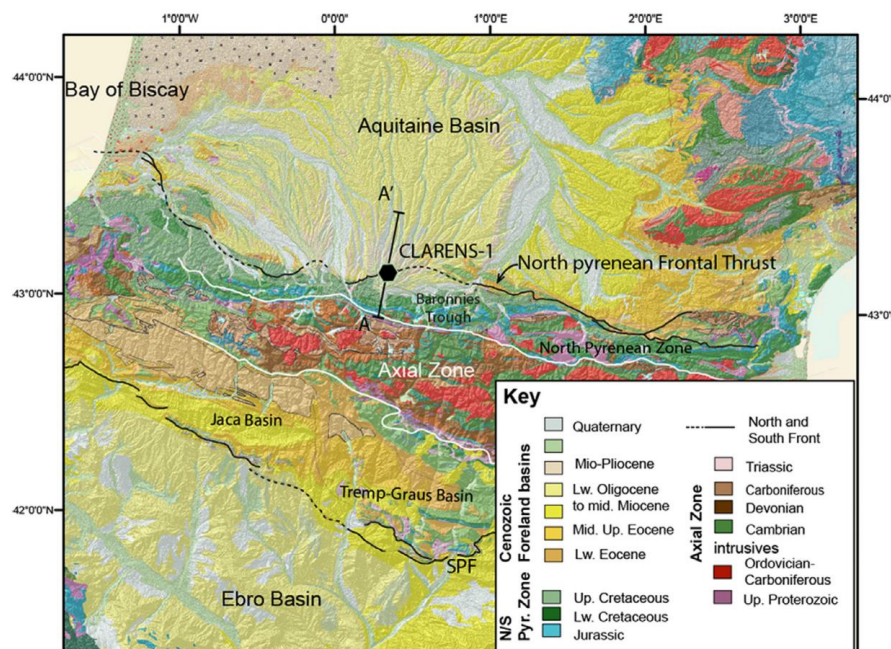 1°00'W 0°0'0" 1°00'E 2°0'0"E 3°0'0"E
44°0'0"N
44°0'0"N
Bay of Biscay
Aquitaine Basin
A'
CLARENS-1
North pyrenean Frontal Thrust
43°0'0"N
43°0'0"N
Baronnies
Trough
A
North Pyrenean Zone
Axial Zone
Jaca Basin
Tremp-Graus Basin
42°0'0"N
SPF
Ebro Basin
Key
Cenozoic
Foreland basins
Quaternary
Mio-Pliocene
Lw. Oligocene
to mid. Miocene
Mid. Up. Eocene
Lw. Eocene
N/S
Pyr. Zone
Up. Cretaceous
Lw. Cretaceous
Jurassic
North and
South Front
Axial Zone
Triassic
Carboniferous
Devonian
Cambrian
intrusives
Ordovician-
Carboniferous
Up. Proterozoic